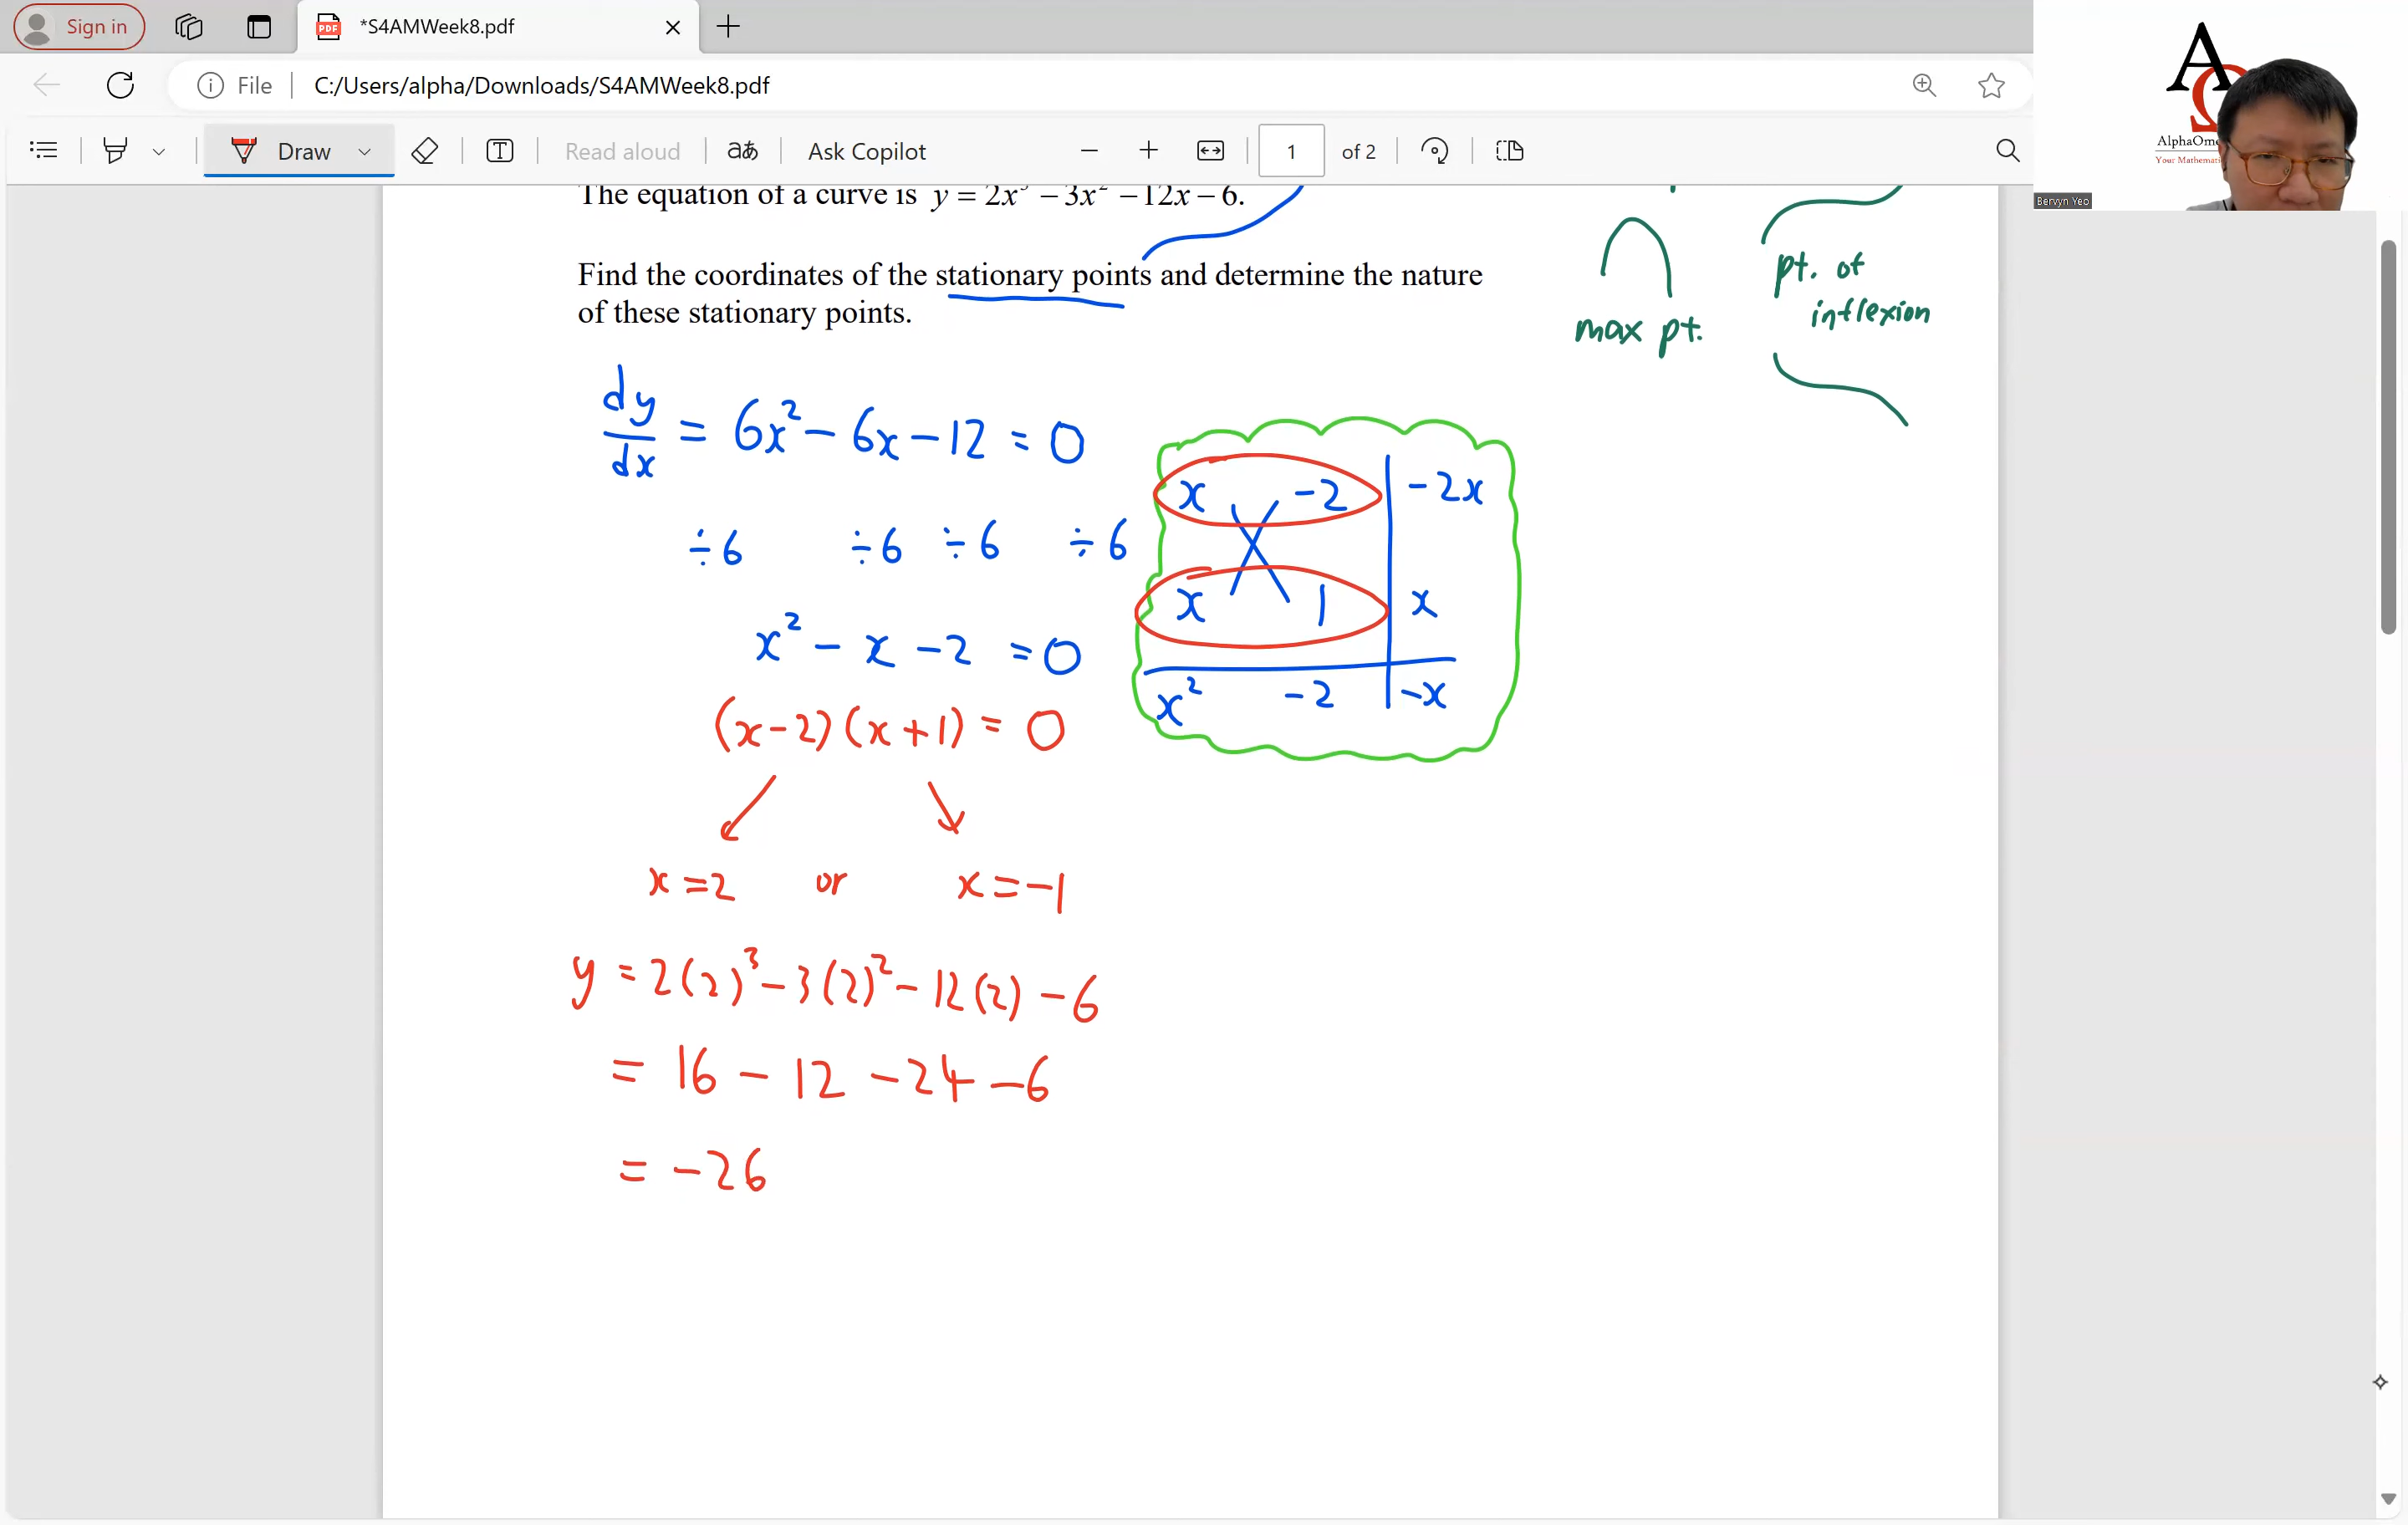 Sign in
*S4AMWeek8.pdf
File
C:/Users/alpha/Downloads/S4AMWeek8.pdf
Draw
Read aloud
aあ
Ask Copilot
1 of 2
Bervyn Yeo
The equation of a curve is y = 2x³ − 3x² − 12x − 6.
Find the coordinates of the stationary points and determine the nature
of these stationary points.
max pt.
pt. of
inflexion
dy/dx = 6x² − 6x − 12 = 0
÷6 ÷6 ÷6 ÷6
x² − x − 2 = 0
x −2 −2x
x 1 x
x² −2 −x
(x−2)(x+1) = 0
x = 2 or x = −1
y = 2(2)³ − 3(2)² − 12(2) − 6
= 16 − 12 − 24 − 6
= −26